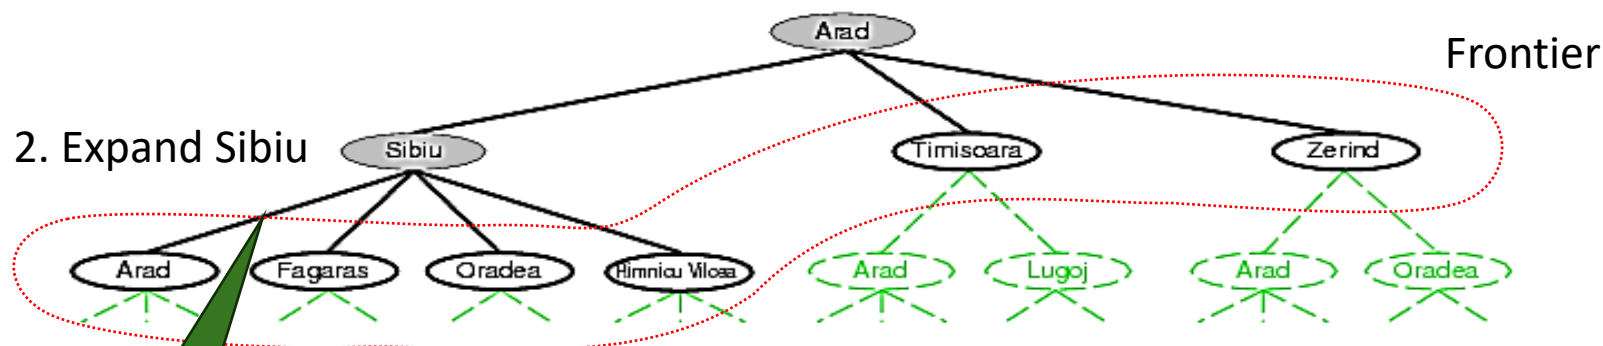 Arad
Frontier
2. Expand Sibiu
Sibiu
Timisoara
Zerind
Arad
Fagaras
Oradea
Rimnicu Vilcea
Arad
Lugoj
Arad
Oradea